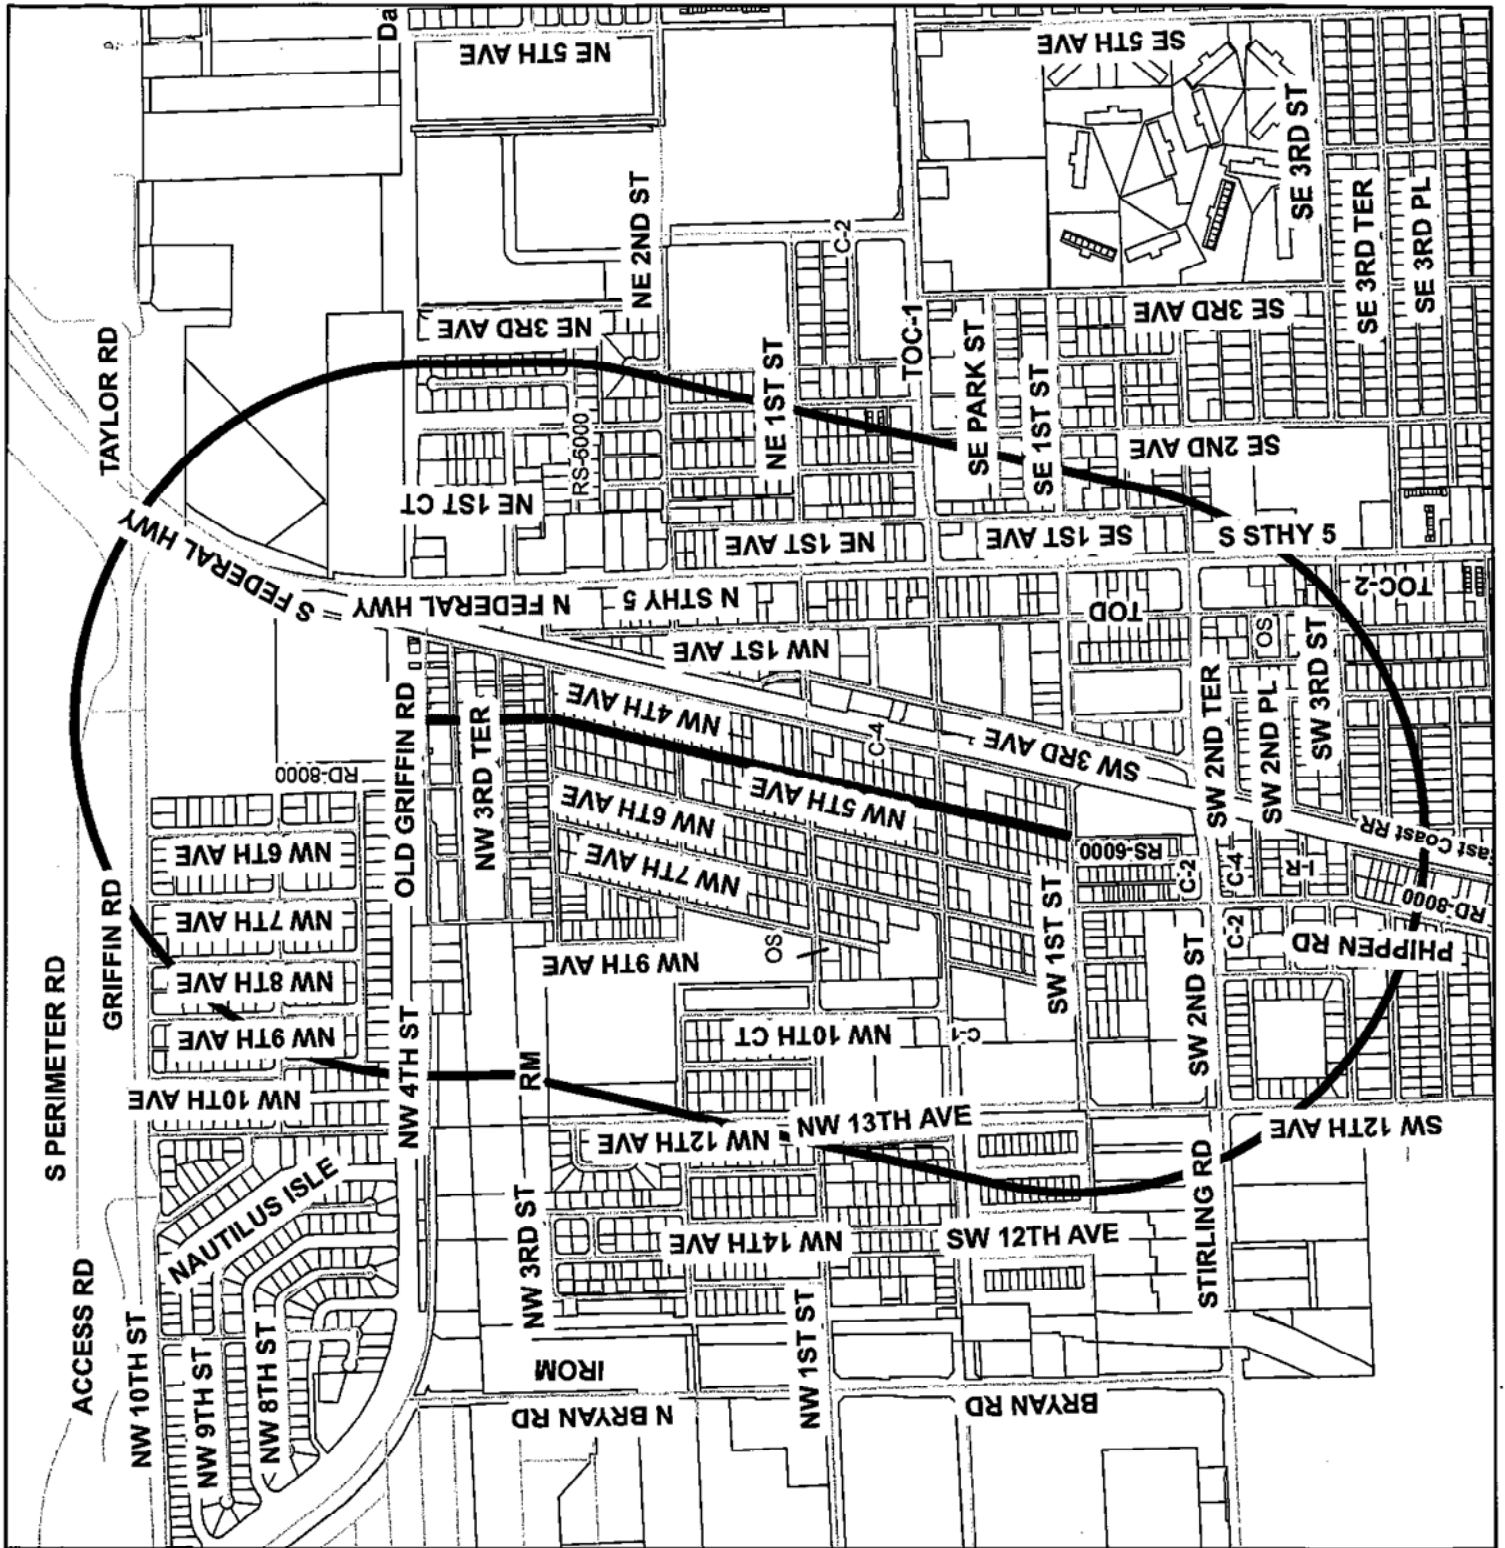 Da
NE 5TH AVE
SE 5TH AVE
SE 3RD ST
NE 2ND ST
C-2
SE 3RD TER
SE 3RD PL
NE 3RD AVE
SE 3RD AVE
TAYLOR RD
TOC-1
SE PARK ST
NE 1ST ST
SE 1ST ST
RS-6000
SE 2ND AVE
NE 1ST CT
S FEDERAL HWY
NE 1ST AVE
SE 1ST AVE
S STHY 5
= N FEDERAL HWY
N STHY 5
TOD
TOC-2
NW 1ST AVE
OS
OLD GRIFFIN RD
NW 3RD TER
NW 4TH AVE
C-4
SW 3RD AVE
SW 2ND TER
SW 2ND PL
SW 3RD ST
RD-8000
NW 6TH AVE
NW 6TH AVE
NW 5TH AVE
NW 7TH AVE
RS-6000
C-2
C-4
I-R
ast Coast RR
RD-8000
GRIFFIN RD
NW 7TH AVE
NW 8TH AVE
NW 9TH AVE
OS
SW 1ST ST
C-2
PHIPPEN RD
S PERIMETER RD
NW 9TH AVE
NW 4TH ST
NW 10TH CT
C-1
SW 2ND ST
NW 10TH AVE
RM
NW 12TH AVE
NW 13TH AVE
SW 12TH AVE
NAUTILUS ISLE
NW 3RD ST
NW 14TH AVE
SW 12TH AVE
STIRLING RD
ACCESS RD
NW 10TH ST
NW 9TH ST
NW 8TH ST
IROM
NW 1ST ST
N BRYAN RD
BRYAN RD